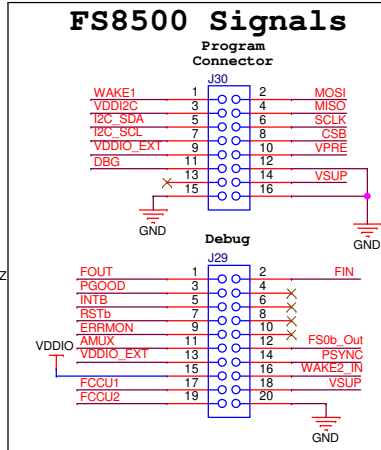 FS8500 Signals
Program
Connector
J30
WAKE1 1 2 MOSI
VDDI2C 3 4 MISO
I2C_SDA 5 6 SCLK
I2C_SCL 7 8 CSB
VDDIO_EXT 9 10 VPRE
DBG 11 12
13 14 VSUP
15 16
GND GND
Debug
J29
FOUT 1 2 FIN
PGOOD 3 4
INTB 5 6
RSTb 7 8
ERRMON 9 10
AMUX 11 12 FS0b_Out
VDDIO VDDIO_EXT 13 14 PSYNC
15 16 WAKE2_IN
FCCU1 17 18 VSUP
FCCU2 19 20
GND
Z